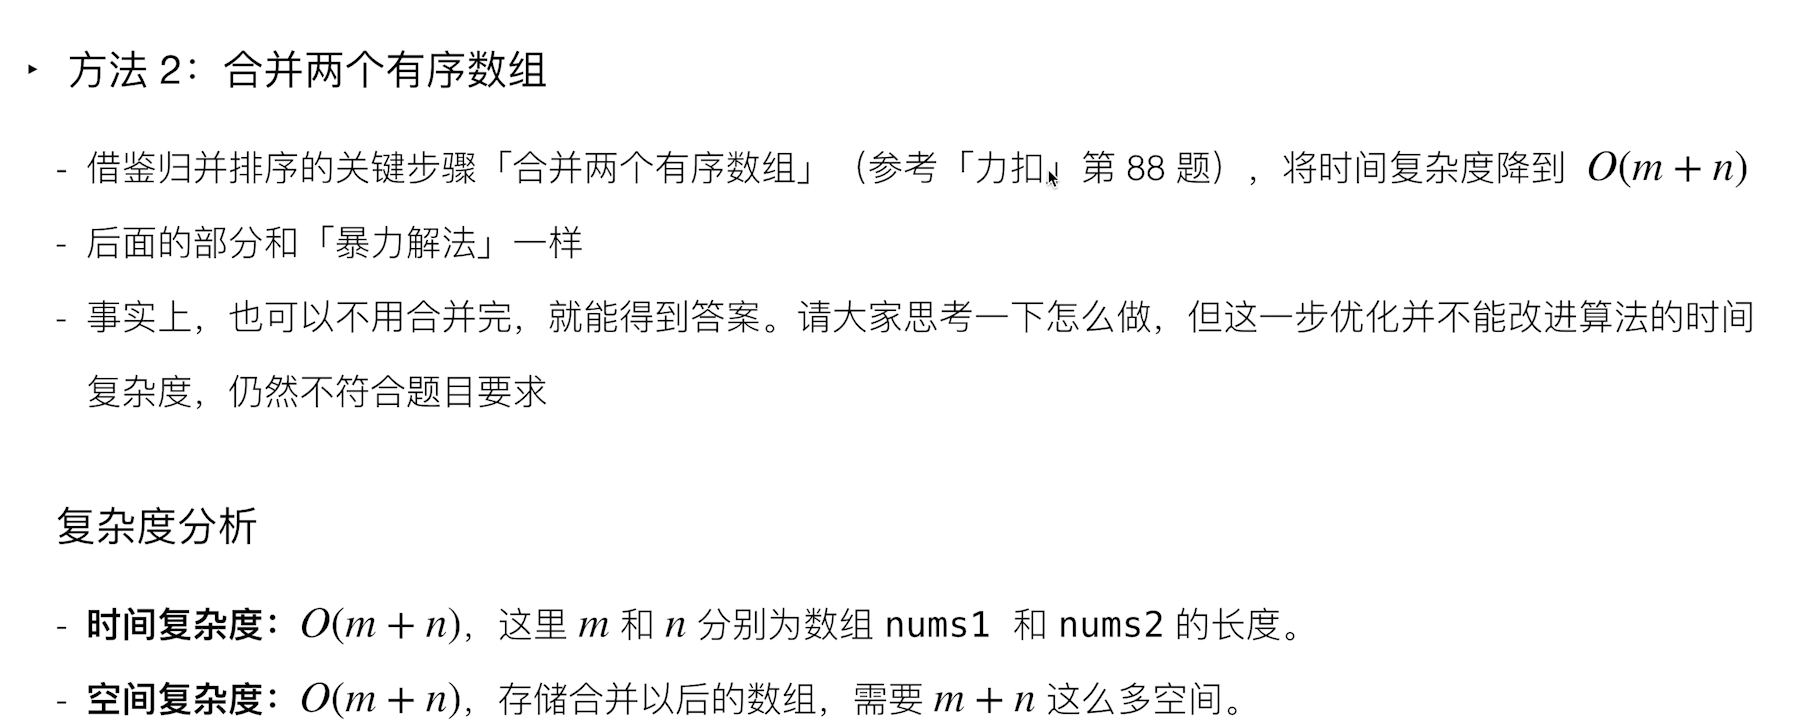 ‣ 方法 2：合并两个有序数组
- 借鉴归并排序的关键步骤「合并两个有序数组」（参考「力扣」第 88 题），将时间复杂度降到 O(m + n)
- 后面的部分和「暴力解法」一样
- 事实上，也可以不用合并完，就能得到答案。请大家思考一下怎么做，但这一步优化并不能改进算法的时间
复杂度，仍然不符合题目要求
复杂度分析
- 时间复杂度：O(m + n)，这里 m 和 n 分别为数组 nums1 和 nums2 的长度。
- 空间复杂度：O(m + n)，存储合并以后的数组，需要 m + n 这么多空间。